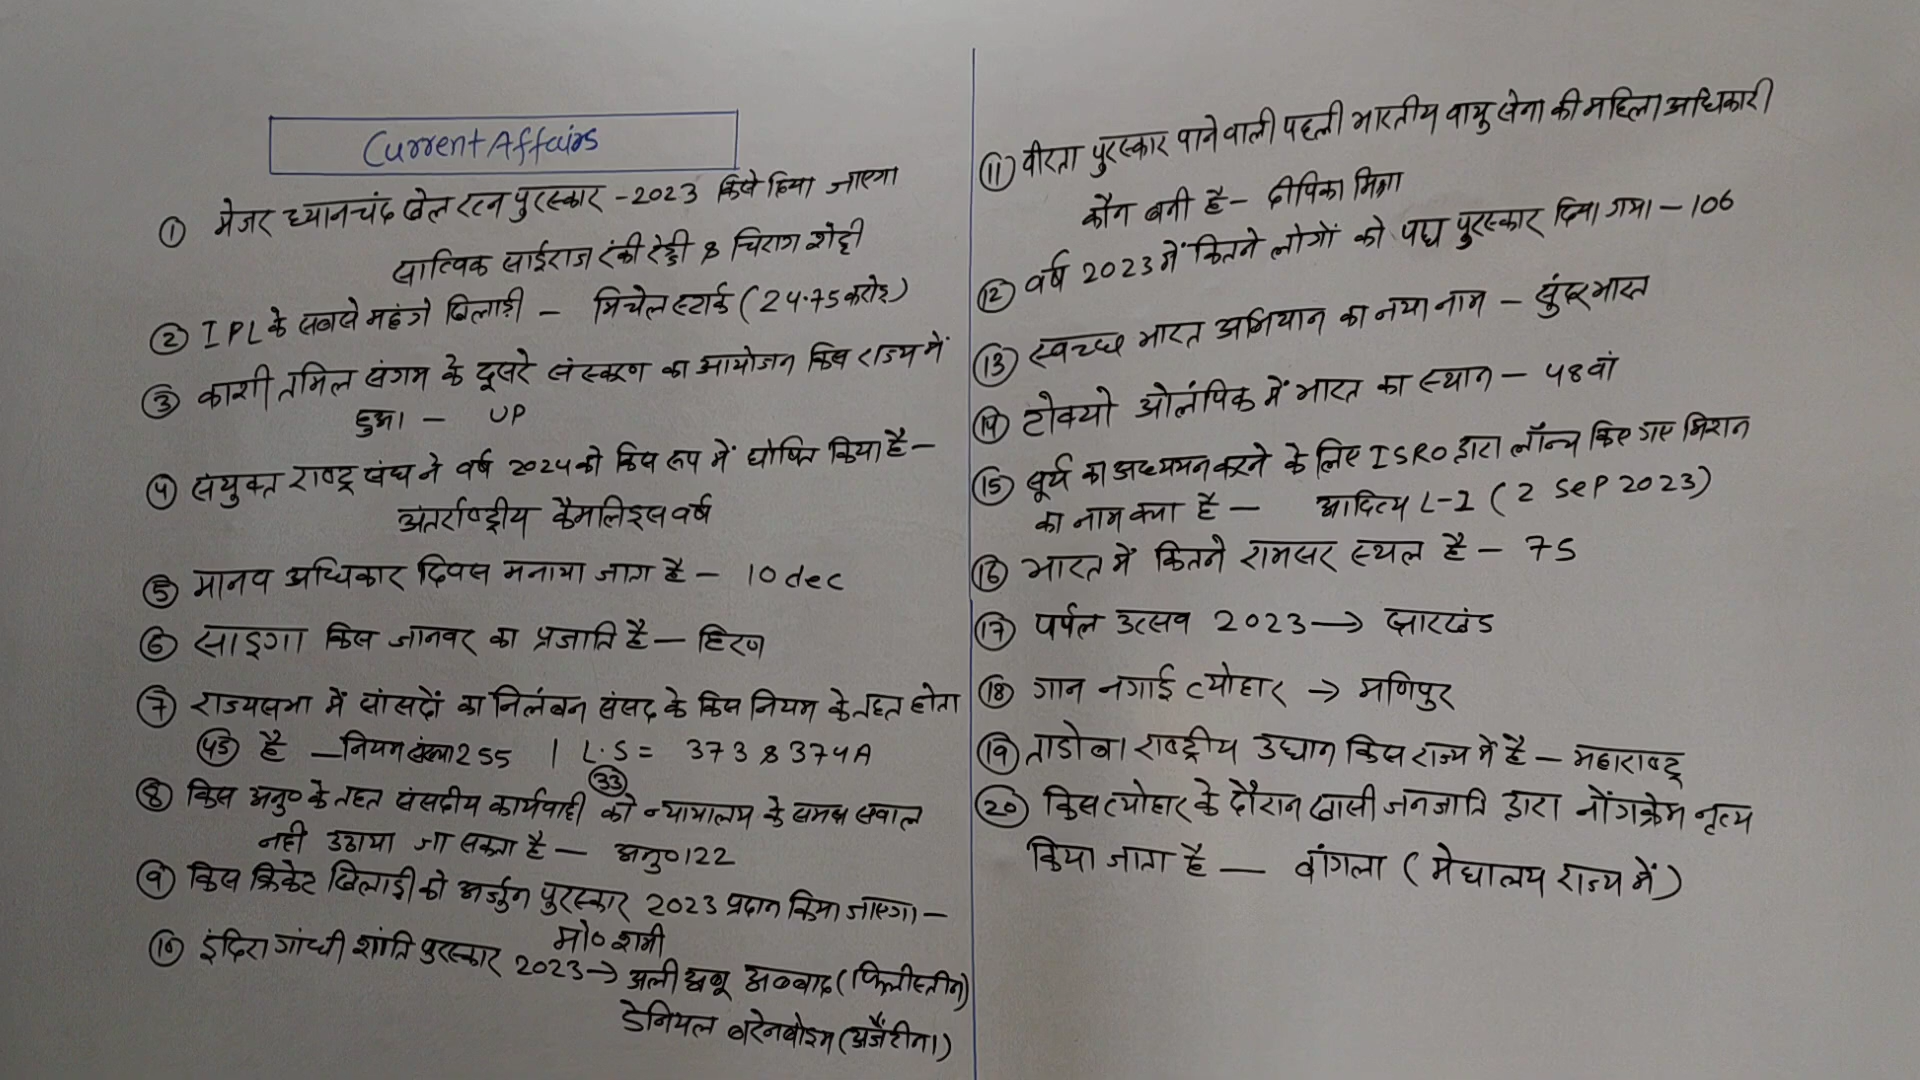 Current Affairs
① मेजर ध्यानचंद खेल रत्न पुरस्कार -2023 किसे दिया जाएगा
सात्विक साईराज रंकी रेड्डी & चिराग शेट्टी
② IPL के सबसे महंगे खिलाड़ी - मिचेल स्टार्क (24.75 करोड़)
③ काशी तमिल संगम के दूसरे संस्करण का आयोजन किस राज्य में
हुआ - UP
④ संयुक्त राष्ट्र संघ ने वर्ष 2024 को किस रूप में घोषित किया है -
अंतर्राष्ट्रीय कैमलिड्स वर्ष
⑤ मानव अधिकार दिवस मनाया जाता है - 10 dec
⑥ साइगा किस जानवर का प्रजाति है - हिरण
⑦ राज्यसभा में सांसदों का निलंबन संसद के किस नियम के तहत होता
㊺ है - नियम संख्या 255 | L.S = 373 & 374A
㉝
⑧ किस अनु० के तहत संसदीय कार्यवाही को न्यायालय के समक्ष सवाल
नही उठाया जा सकता है - अनु० 122
⑨ किस क्रिकेट खिलाड़ी को अर्जुन पुरस्कार 2023 प्रदान किया जाएगा -
मो० शमी
⑩ इंदिरा गांधी शांति पुरस्कार 2023 → अली अबू अव्वाद (फिलीस्तीन)
डेनियल बरेनबोइम (अर्जेंटीना)
⑪ वीरता पुरस्कार पाने वाली पहली भारतीय वायु सेना की महिला अधिकारी
कौन बनी है - दीपिका मिश्रा
⑫ वर्ष 2023 में कितने लोगों को पद्म पुरस्कार दिया गया - 106
⑬ स्वच्छ भारत अभियान का नया नाम - सुंदर भारत
⑭ टोक्यो ओलंपिक में भारत का स्थान - 48 वां
⑮ सूर्य का अध्ययन करने के लिए ISRO द्वारा लॉन्च किए गए मिशन
का नाम क्या है - आदित्य L-1 (2 Sep 2023)
⑯ भारत में कितने रामसर स्थल है - 75
⑰ पर्पल उत्सव 2023 → झारखंड
⑱ गान नगाई त्योहार → मणिपुर
⑲ ताडोबा राष्ट्रीय उद्यान किस राज्य में है - महाराष्ट्र
⑳ किस त्योहार के दौरान खासी जनजाति द्वारा नोंगक्रेम नृत्य
किया जाता है - वांगला (मेघालय राज्य में)